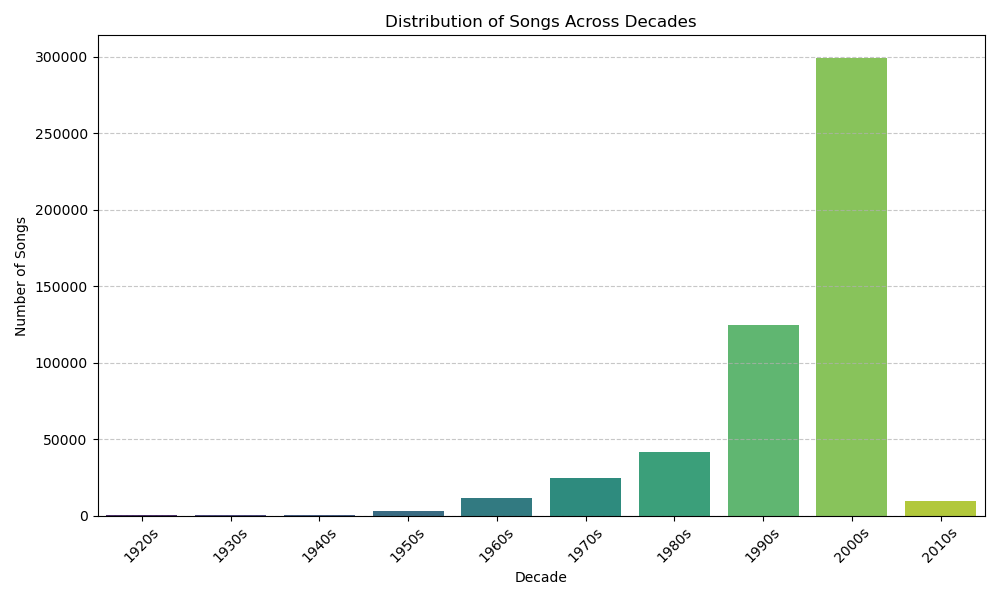 Distribution of Songs Across Decades
300000
250000
200000
150000
100000
50000
0
Number of Songs
1920s 1930s 1940s 1950s 1960s 1970s 1980s 1990s 2000s 2010s
Decade